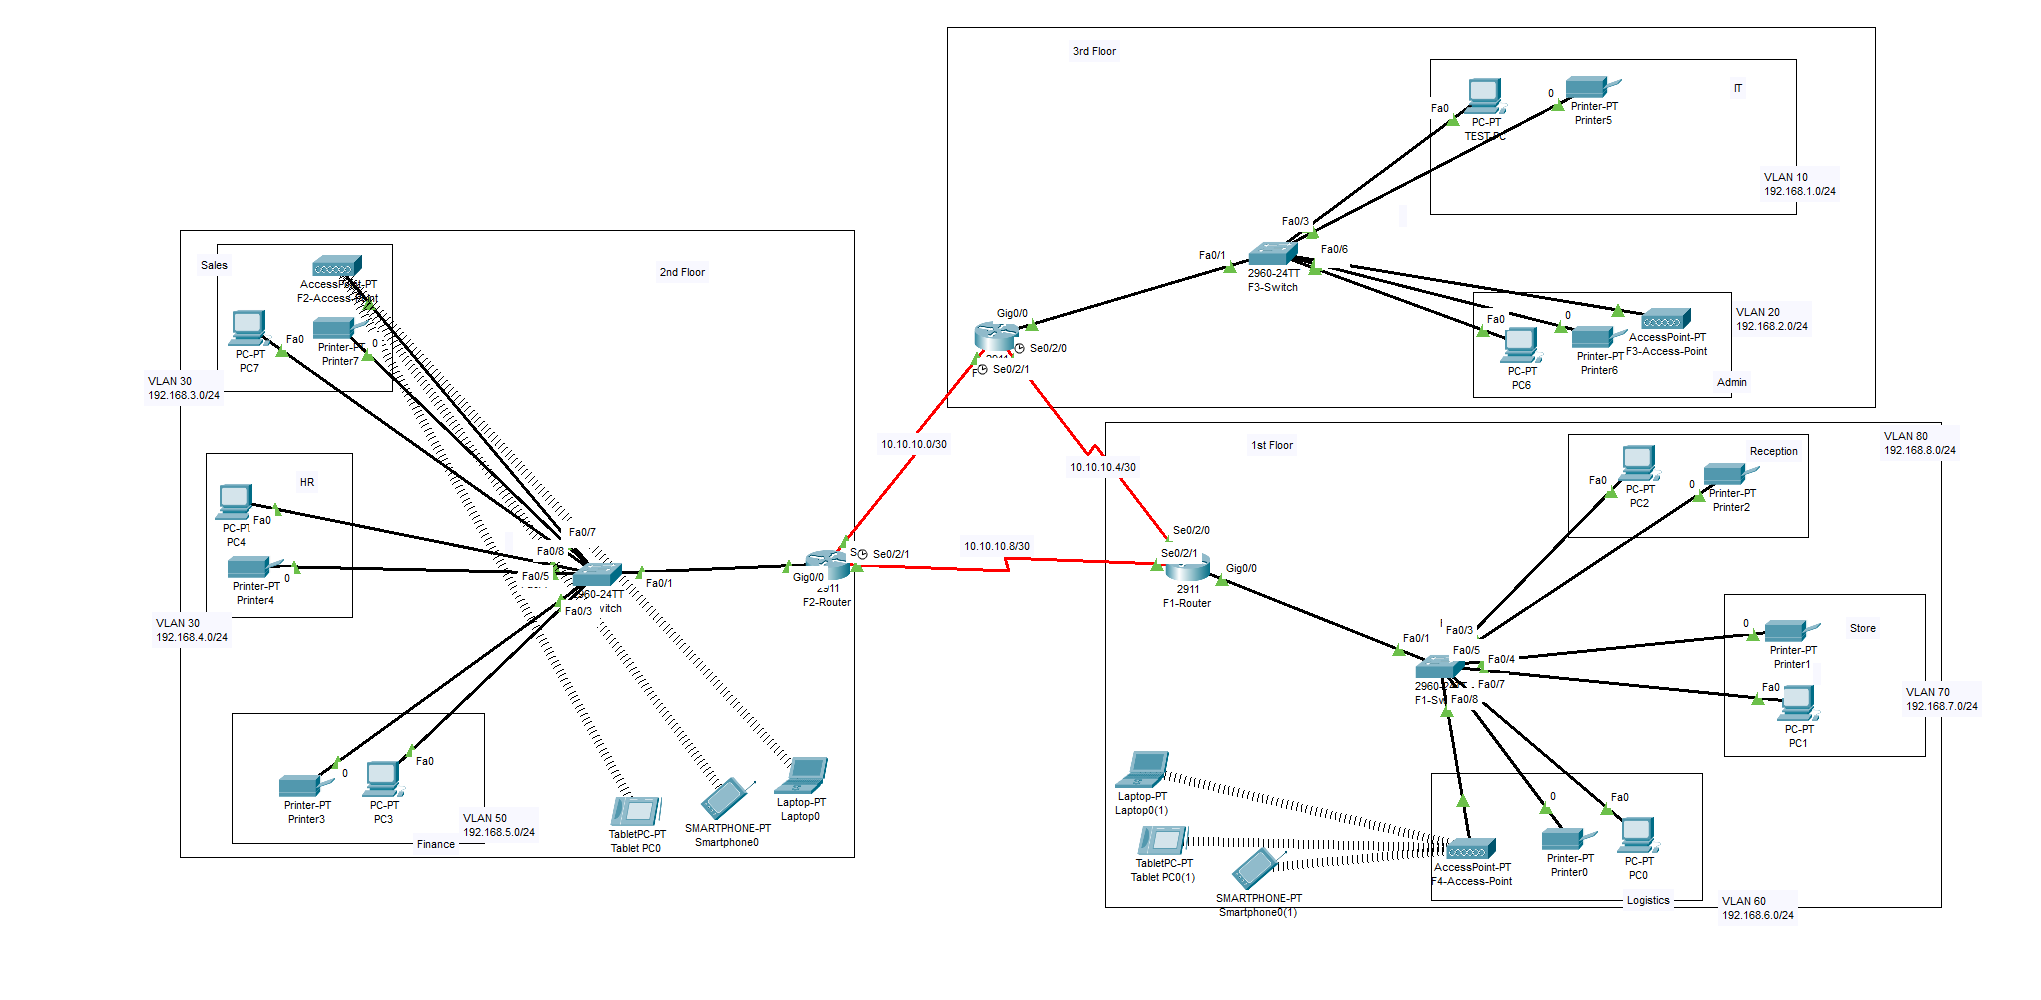 3rd Floor
IT
Fa0
0
PC-PT
TEST-PC
Printer-PT
Printer5
VLAN 10
192.168.1.0/24
Fa0/3
Fa0/6
Fa0/1
2960-24TT
F3-Switch
Gig0/0
Se0/2/0
Se0/2/1
Fa0
0
PC-PT
PC6
Printer-PT
Printer6
AccessPoint-PT
F3-Access-Point
Admin
VLAN 20
192.168.2.0/24
2nd Floor
Sales
AccessPoint-PT
F2-Access-Point
Fa0
0
PC-PT
PC7
Printer-PT
Printer7
VLAN 30
192.168.3.0/24
HR
Fa0
PC-PT
PC4
0
Printer-PT
Printer4
VLAN 30
192.168.4.0/24
Fa0/7
Fa0/8
Fa0/5
Fa0/3
Fa0/1
Gig0/0
Se0/2/1
2911
F2-Router
0
Fa0
Printer-PT
Printer3
PC-PT
PC3
VLAN 50
192.168.5.0/24
Finance
TabletPC-PT
Tablet PC0
SMARTPHONE-PT
Smartphone0
Laptop-PT
Laptop0
10.10.10.0/30
10.10.10.4/30
10.10.10.8/30
1st Floor
VLAN 80
192.168.8.0/24
Reception
Fa0
0
PC-PT
PC2
Printer-PT
Printer2
Se0/2/0
Se0/2/1
Gig0/0
2911
F1-Router
Fa0/1
Fa0/3
Fa0/5
Fa0/4
Fa0/7
Fa0/8
0
Store
Printer-PT
Printer1
Fa0
PC-PT
PC1
VLAN 70
192.168.7.0/24
Laptop-PT
Laptop0(1)
TabletPC-PT
Tablet PC0(1)
SMARTPHONE-PT
Smartphone0(1)
AccessPoint-PT
F4-Access-Point
0
Fa0
Printer-PT
Printer0
PC-PT
PC0
Logistics
VLAN 60
192.168.6.0/24